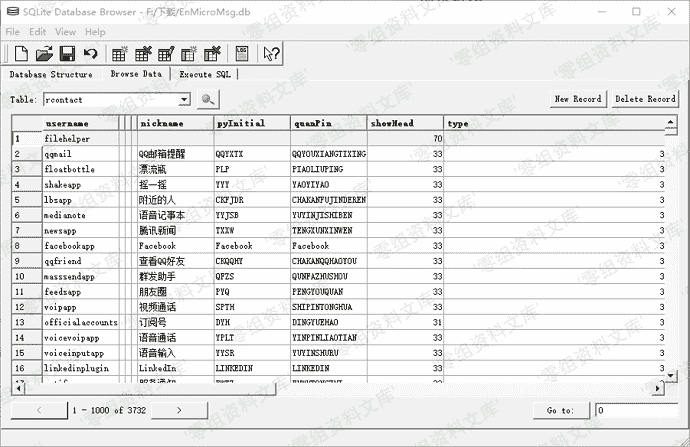 SQLite Database Browser - F:/下载/EnMicroMsg.db
File Edit View Help
Database Structure Browse Data Execute SQL
Table: rcontact New Record Delete Record
username nickname pyInitial quanPin showHead type
1 filehelper 70
2 qqmail QQ邮箱提醒 QQYXTX QQYOUXIANGTIXING 33 3
3 floatbottle 漂流瓶 PLP PIAOLIUPING 33 3
4 shakeapp 摇一摇 YYY YAOYIYAO 33 3
5 lbsapp 附近的人 CKFJDR CHAKANFUJINDEREN 33 3
6 medianote 语音记事本 YYJSB YUYINJISHIBEN 33 3
7 newsapp 腾讯新闻 TXXW TENGXUNXINWEN 33 3
8 facebookapp Facebook Facebook Facebook 33 3
9 qqfriend 查看QQ好友 CKQQHY CHAKANQQHAOYOU 33 3
10 masssendapp 群发助手 QFZS QUNFAZHUSHOU 33 3
11 feedsapp 朋友圈 PYQ PENGYOUQUAN 33 3
12 voipapp 视频通话 SPTH SHIPINTONGHUA 33 3
13 officialaccounts 订阅号 DYH DINGYUEHAO 31 3
14 voicevoipapp 语音通话 YPLT YINPINLIAOTIAN 33 3
15 voiceinputapp 语音输入 YYSR YUYINSHURU 33 3
16 linkedinplugin LinkedIn LINKEDIN LINKEDIN 33 3
< 1 - 1000 of 3732 > Go to: 0
'零组资料文库'